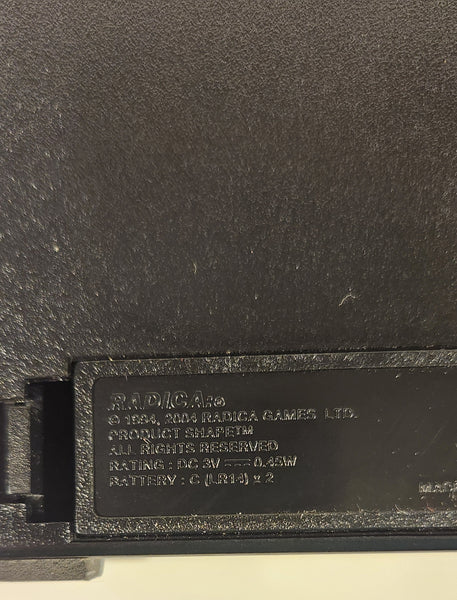 RADICA:®
© 1994, 2004 RADICA GAMES LTD.
PRODUCT SHAPETM
ALL RIGHTS RESERVED
RATING : DC 3V ⎓ 0.45W
BATTERY : C (LR14) x 2